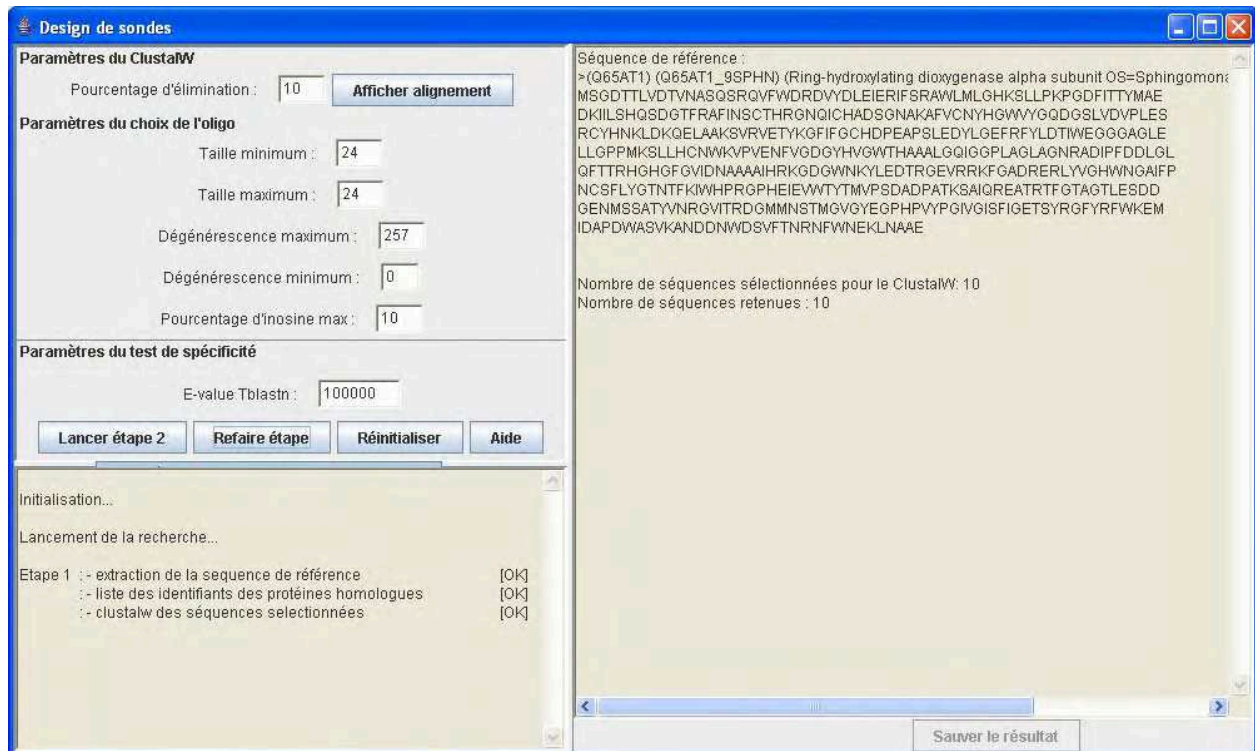 Design de sondes
Paramètres du ClustalW
Pourcentage d'élimination : 10 Afficher alignement
Paramètres du choix de l'oligo
Taille minimum : 24
Taille maximum : 24
Dégénérescence maximum : 257
Dégénérescence minimum : 0
Pourcentage d'inosine max : 10
Paramètres du test de spécificité
E-value Tblastn : 100000
Lancer étape 2 Refaire étape Réinitialiser Aide
Initialisation...
Lancement de la recherche...
Etape 1 : - extraction de la sequence de référence [OK]
: - liste des identifiants des protéines homologues [OK]
: - clustalw des séquences selectionnées [OK]
Séquence de référence :
>(Q65AT1) (Q65AT1_9SPHN) (Ring-hydroxylating dioxygenase alpha subunit OS=Sphingomona
MSGDTTLVDTVNASQSRQVFWDRDVYDLEIERIFSRAWLMLGHKSLLPKPGDFITTYMAE
DKIILSHQSDGTFRAFINSCTHRGNQICHADSGNAKAFVCNYHGWVYGQDGSLVDVPLES
RCYHNKLDKQELAAKSVRVETYKGFIFGCHDPEAPSLEDYLGEFRFYLDTIWEGGGAGLE
LLGPPMKSLLHCNWKVPVENFVGDGYHVGWTHAAALGQIGGPLAGLAGNRADIPFDDLGL
QFTTRHGHGFGVIDNAAAAIHRKGDGWNKYLEDTRGEVRRKFGADRERLYVGHWNGAIFP
NCSFLYGTNTFKIWHPRGPHEIEVWTYTMVPSDADPATKSAIQREATRTFGTAGTLESDD
GENMSSATYVNRGVITRDGMMNSTMGVGYEGPHPVYPGIVGISFIGETSYRGFYRFWKEM
IDAPDWASVKANDDNWDSVFTNRNFWNEKLNAAE
Nombre de séquences sélectionnées pour le ClustalW: 10
Nombre de séquences retenues : 10
Sauver le résultat